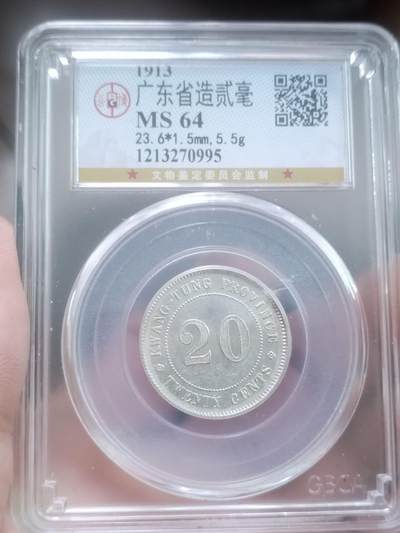 1913
广东省造贰毫
MS 64
23.6*1.5mm,5.5g
1213270995
★ 文物鉴定委员会监制 ★
KWANG-TUNG PROVINCE
20
TWENTY CENTS
GBCA